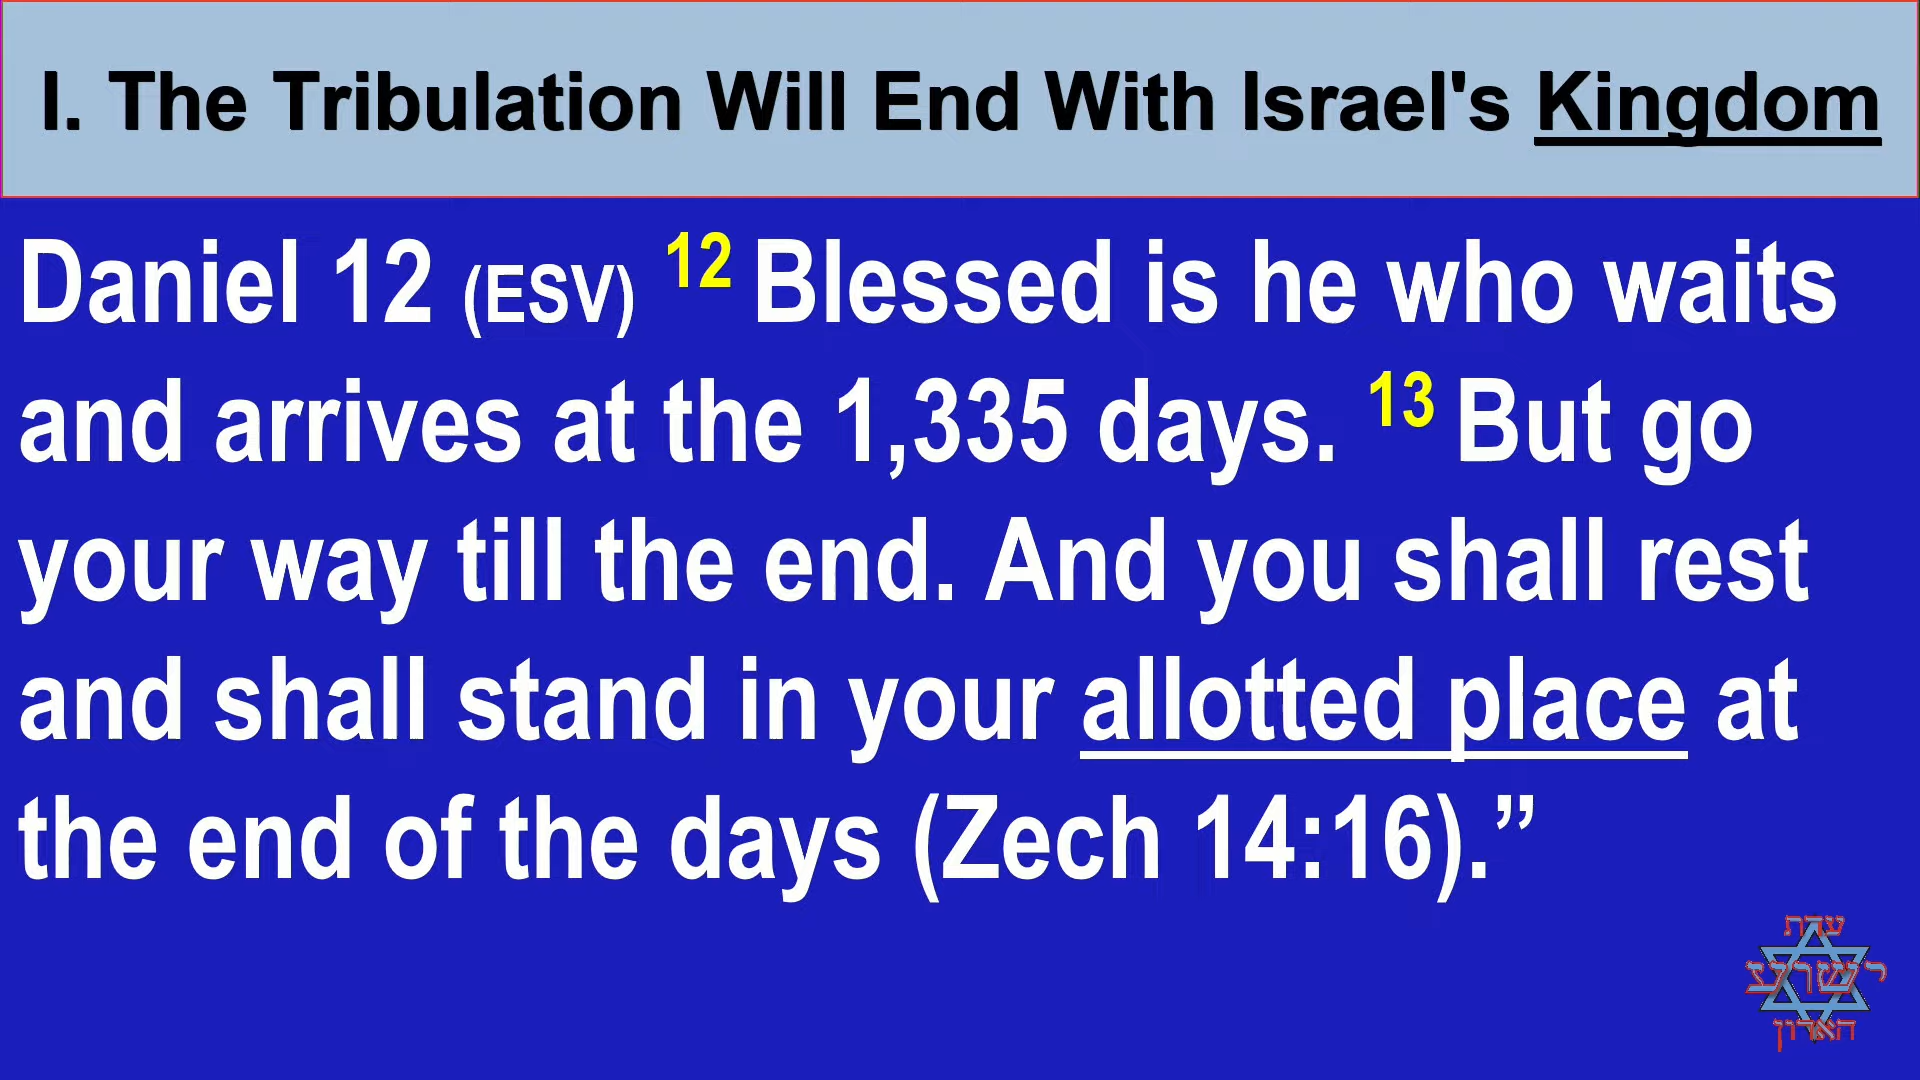 I. The Tribulation Will End With Israel's Kingdom
Daniel 12 (ESV) 12 Blessed is he who waits
and arrives at the 1,335 days. 13 But go
your way till the end. And you shall rest
and shall stand in your allotted place at
the end of the days (Zech 14:16).”
עדת
האדון